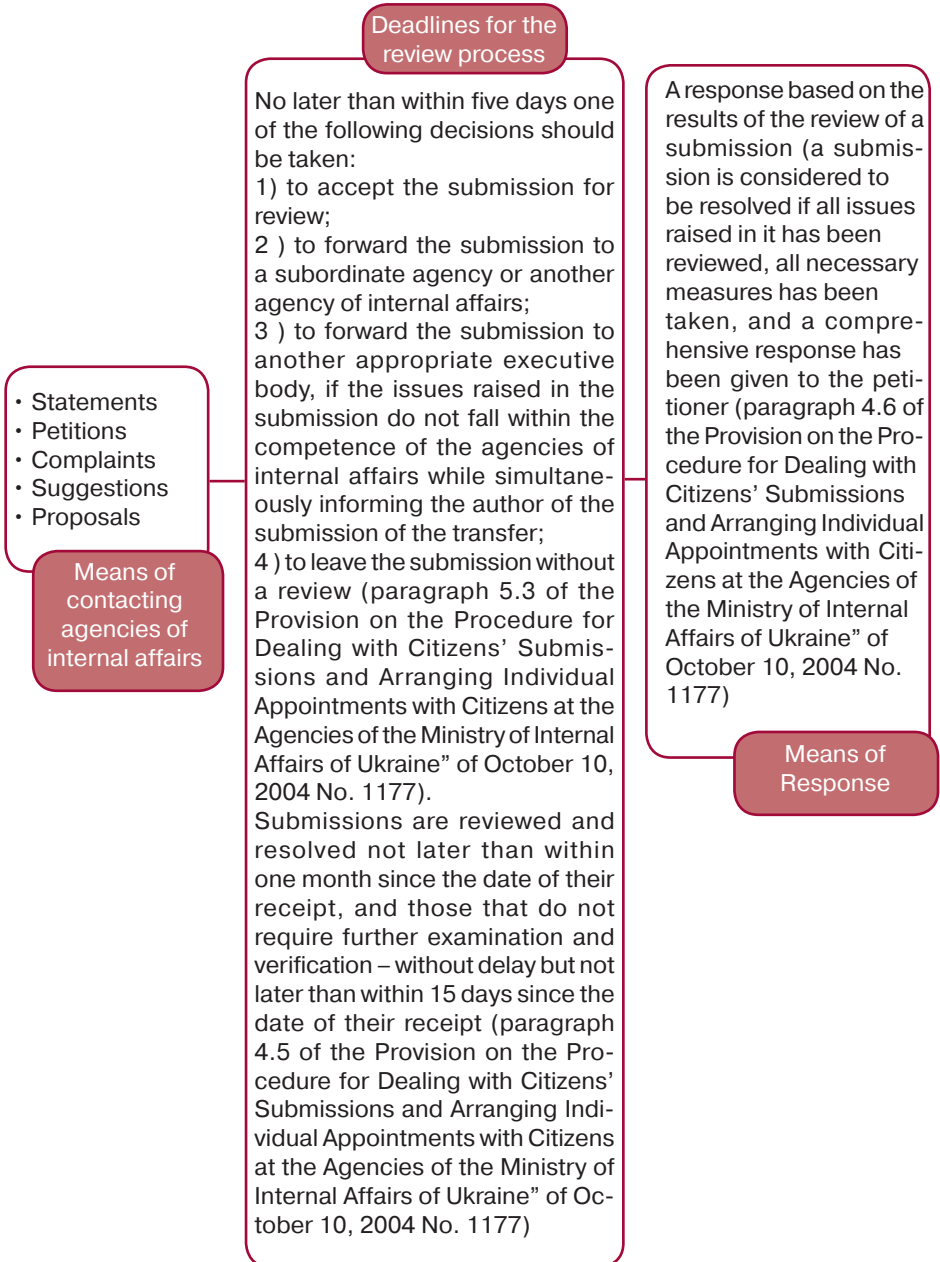 • Statements
• Petitions
• Complaints
• Suggestions
• Proposals
Means of
contacting
agencies of
internal affairs
Deadlines for the
review process
No later than within five days one
of the following decisions should
be taken:
1) to accept the submission for
review;
2 ) to forward the submission to
a subordinate agency or another
agency of internal affairs;
3 ) to forward the submission to
another appropriate executive
body, if the issues raised in the
submission do not fall within the
competence of the agencies of
internal affairs while simultane-
ously informing the author of the
submission of the transfer;
4 ) to leave the submission without
a review (paragraph 5.3 of the
Provision on the Procedure for
Dealing with Citizens’ Submis-
sions and Arranging Individual
Appointments with Citizens at the
Agencies of the Ministry of Internal
Affairs of Ukraine” of October 10,
2004 No. 1177).
Submissions are reviewed and
resolved not later than within
one month since the date of their
receipt, and those that do not
require further examination and
verification – without delay but not
later than within 15 days since the
date of their receipt (paragraph
4.5 of the Provision on the Pro-
cedure for Dealing with Citizens’
Submissions and Arranging Indi-
vidual Appointments with Citizens
at the Agencies of the Ministry of
Internal Affairs of Ukraine” of Oc-
tober 10, 2004 No. 1177)
A response based on the
results of the review of a
submission (a submis-
sion is considered to
be resolved if all issues
raised in it has been
reviewed, all necessary
measures has been
taken, and a compre-
hensive response has
been given to the peti-
tioner (paragraph 4.6 of
the Provision on the Pro-
cedure for Dealing with
Citizens’ Submissions
and Arranging Individual
Appointments with Citi-
zens at the Agencies of
the Ministry of Internal
Affairs of Ukraine” of
October 10, 2004 No.
1177)
Means of
Response